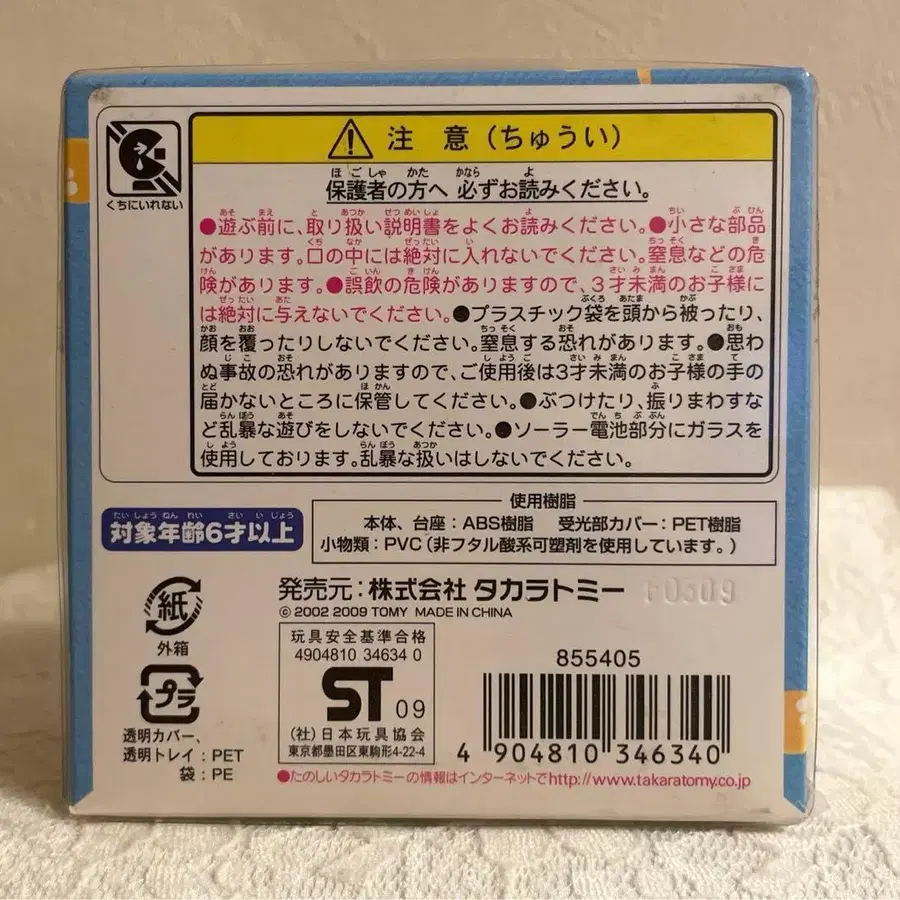 くちにいれない
注意(ちゅうい)
保護者の方へ 必ずお読みください。
●遊ぶ前に、取り扱い説明書をよくお読みください。●小さな部品
があります。口の中には絶対に入れないでください。窒息などの危
険があります。●誤飲の危険がありますので、3才未満のお子様に
は絶対に与えないでください。●プラスチック袋を頭から被ったり、
顔を覆ったりしないでください。窒息する恐れがあります。●思わ
ぬ事故の恐れがありますので、ご使用後は3才未満のお子様の手の
届かないところに保管してください。●ぶつけたり、振りまわすな
ど乱暴な遊びをしないでください。●ソーラー電池部分にガラスを
使用しております。乱暴な扱いはしないでください。
対象年齢6才以上
使用樹脂
本体、台座:ABS樹脂 受光部カバー:PET樹脂
小物類:PVC(非フタル酸系可塑剤を使用しています。)
発売元:株式会社 タカラトミー
© 2002 2009 TOMY MADE IN CHINA
紙
外箱
プラ
透明カバー、
透明トレイ:PET
袋:PE
玩具安全基準合格
4904810 34634 0
ST 09
(社)日本玩具協会
東京都墨田区東駒形4-22-4
855405
4 904810 346340
●たのしいタカラトミーの情報はインターネットでhttp://www.takaratomy.co.jp